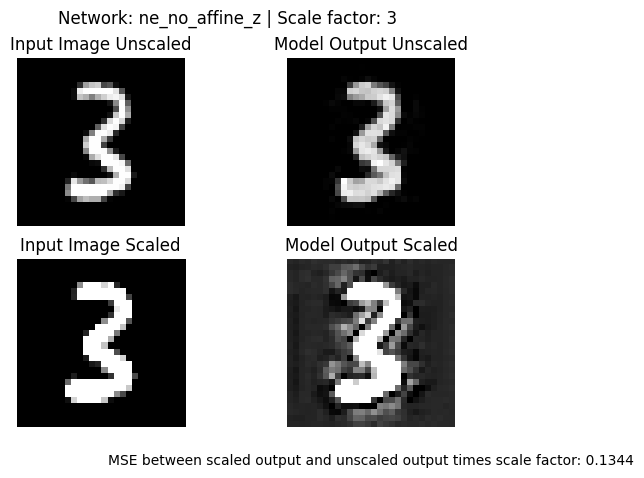 Network: ne_no_affine_z | Scale factor: 3
Input Image Unscaled
Model Output Unscaled
Input Image Scaled
Model Output Scaled
MSE between scaled output and unscaled output times scale factor: 0.1344